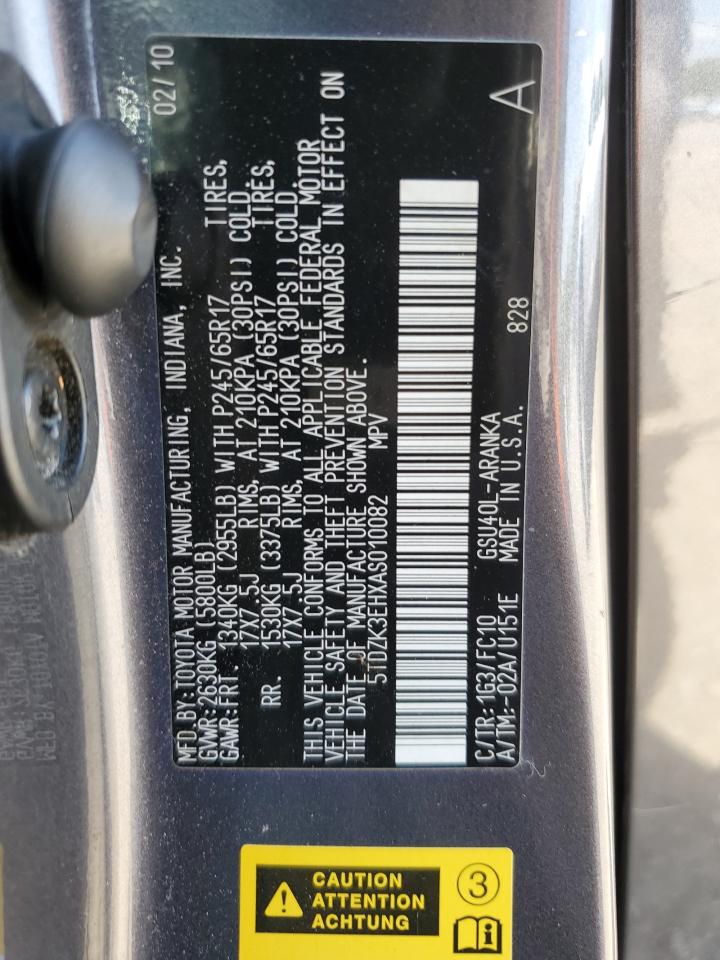 02/10
MFD.BY:TOYOTA MOTOR MANUFACTURING, INDIANA, INC.
GVWR:2630KG (5800LB)
GAWR:FRT. 1340KG (2955LB) WITH P245/65R17 TIRES,
17X7.5J RIMS, AT 210KPA (30PSI) COLD.
RR. 1530KG (3375LB) WITH P245/65R17 TIRES,
17X7.5J RIMS, AT 210KPA (30PSI) COLD.
THIS VEHICLE CONFORMS TO ALL APPLICABLE FEDERAL MOTOR
VEHICLE SAFETY AND THEFT PREVENTION STANDARDS IN EFFECT ON
THE DATE OF MANUFACTURE SHOWN ABOVE.
5TDZK3EHXAS010082 MPV
C/TR:1G3/FC10 GSU40L-ARANKA 828
A/TM:-02A/U151E MADE IN U.S.A.
A
CAUTION
ATTENTION
ACHTUNG
3